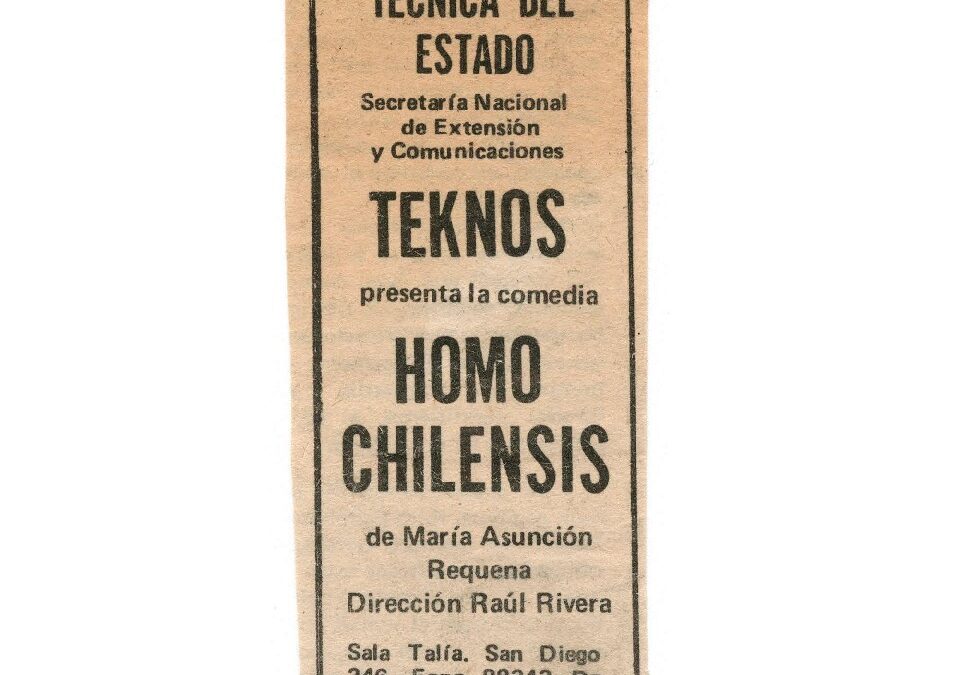 TÉCNICA DEL
ESTADO
Secretaría Nacional
de Extensión
y Comunicaciones
TEKNOS
presenta la comedia
HOMO
CHILENSIS
de María Asunción
Requena
Dirección Raúl Rivera
Sala Talía. San Diego